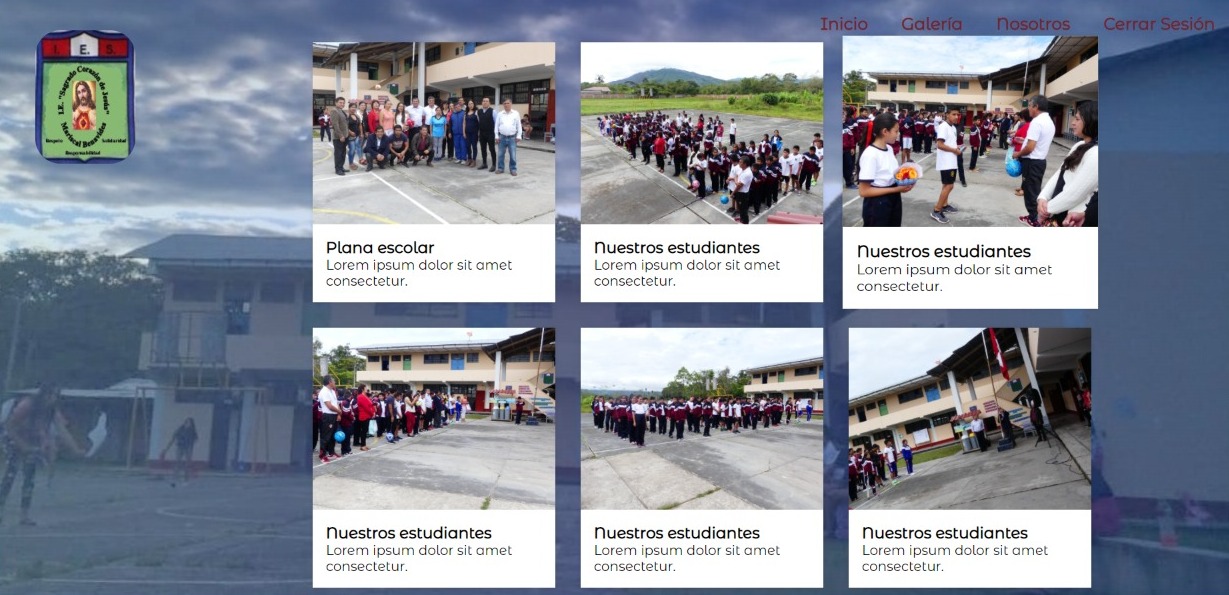 Inicio Galería Nosotros Cerrar Sesión
I. E. S.
I.E. "Sagrado Corazón de Jesús"
Mariscal Benavides
Respeto Solidaridad
Responsabilidad
Plana escolar
Lorem ipsum dolor sit amet
consectetur.
Nuestros estudiantes
Lorem ipsum dolor sit amet
consectetur.
Nuestros estudiantes
Lorem ipsum dolor sit amet
consectetur.
Nuestros estudiantes
Lorem ipsum dolor sit amet
consectetur.
Nuestros estudiantes
Lorem ipsum dolor sit amet
consectetur.
Nuestros estudiantes
Lorem ipsum dolor sit amet
consectetur.